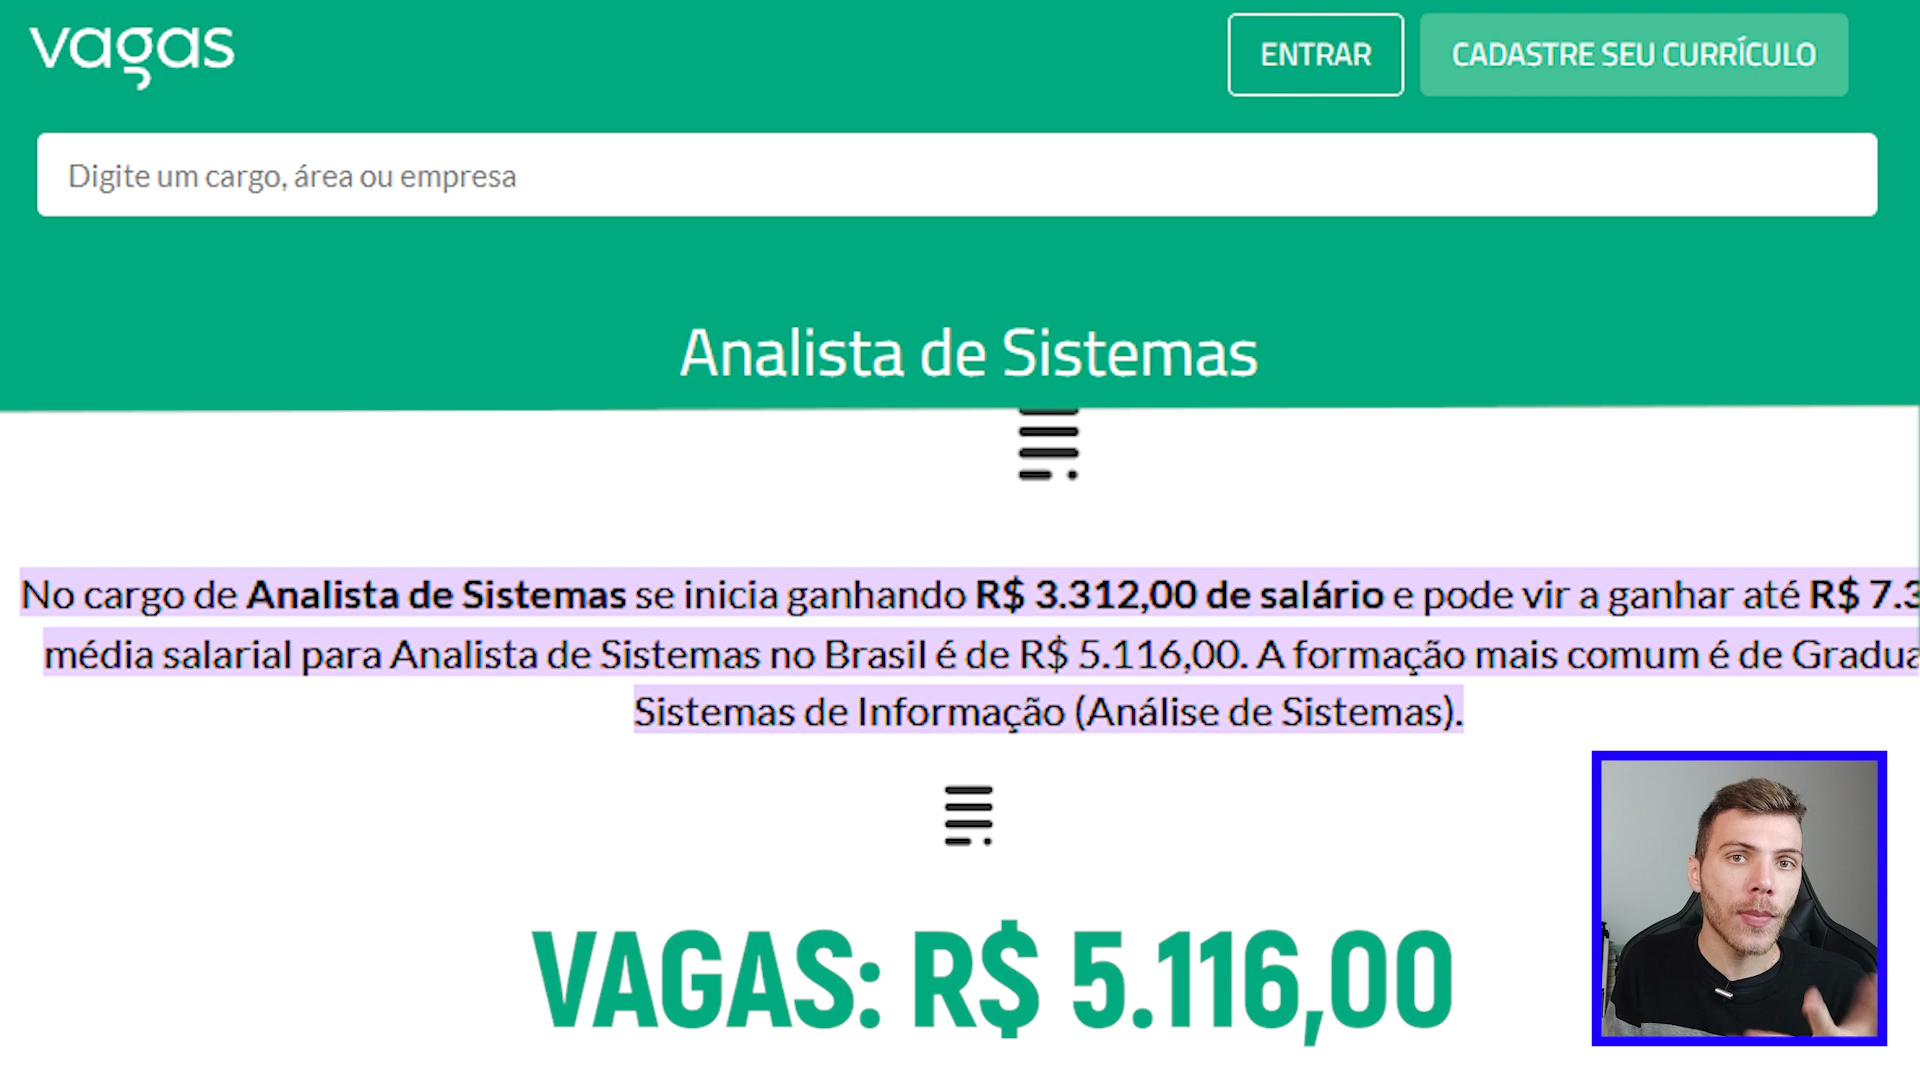 vagas
ENTRAR
CADASTRE SEU CURRÍCULO
Digite um cargo, área ou empresa
Analista de Sistemas
No cargo de Analista de Sistemas se inicia ganhando R$ 3.312,00 de salário e pode vir a ganhar até R$ 7.3
média salarial para Analista de Sistemas no Brasil é de R$ 5.116,00. A formação mais comum é de Gradua
Sistemas de Informação (Análise de Sistemas).
VAGAS: R$ 5.116,00